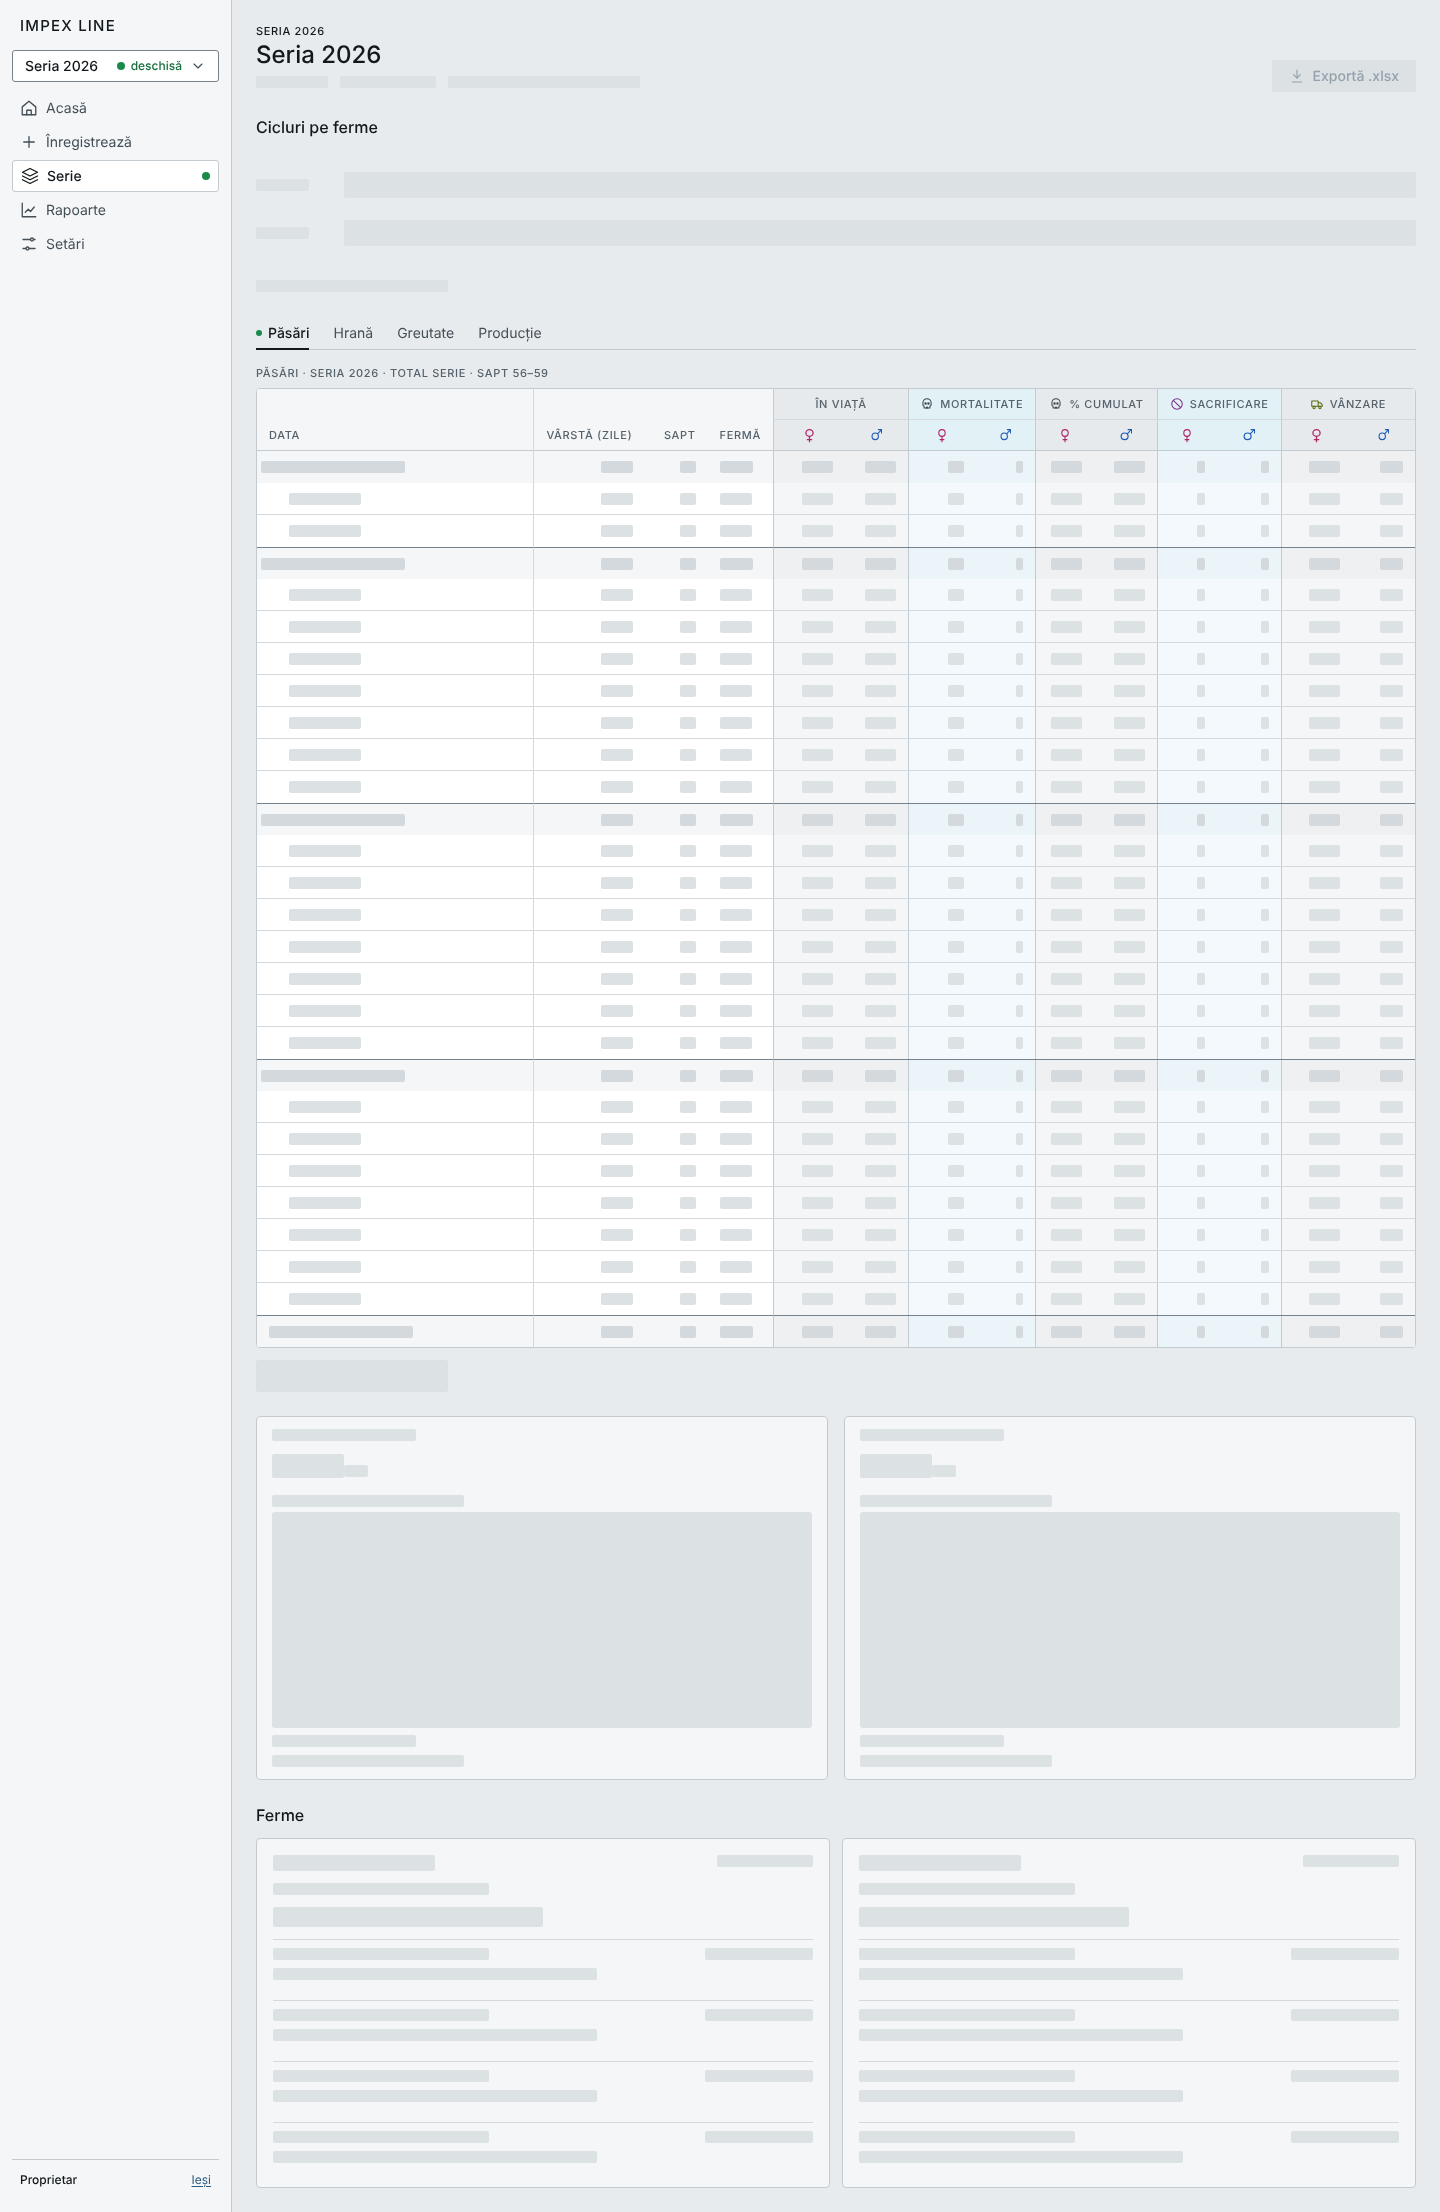 IMPEX LINE
Seria 2026 deschisă
Acasă
Înregistrează
Serie
Rapoarte
Setări
Proprietar Ieși
SERIA 2026
Seria 2026
Exportă .xlsx
Cicluri pe ferme
Păsări Hrană Greutate Producție
PĂSĂRI · SERIA 2026 · TOTAL SERIE · SAPT 56–59
ÎN VIAȚĂ MORTALITATE % CUMULAT SACRIFICARE VÂNZARE
DATA VÂRSTĂ (ZILE) SAPT FERMĂ ♀ ♂ ♀ ♂ ♀ ♂ ♀ ♂ ♀ ♂
Ferme